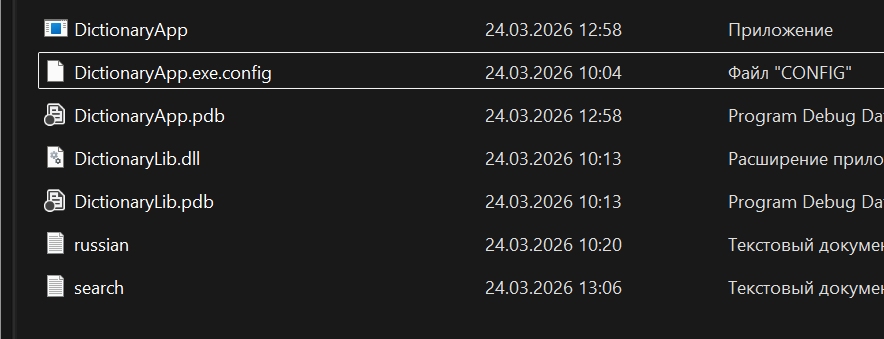 DictionaryApp 24.03.2026 12:58 Приложение
DictionaryApp.exe.config 24.03.2026 10:04 Файл "CONFIG"
DictionaryApp.pdb 24.03.2026 12:58 Program Debug Da
DictionaryLib.dll 24.03.2026 10:13 Расширение прило
DictionaryLib.pdb 24.03.2026 10:13 Program Debug Da
russian 24.03.2026 10:20 Текстовый докумен
search 24.03.2026 13:06 Текстовый докумен